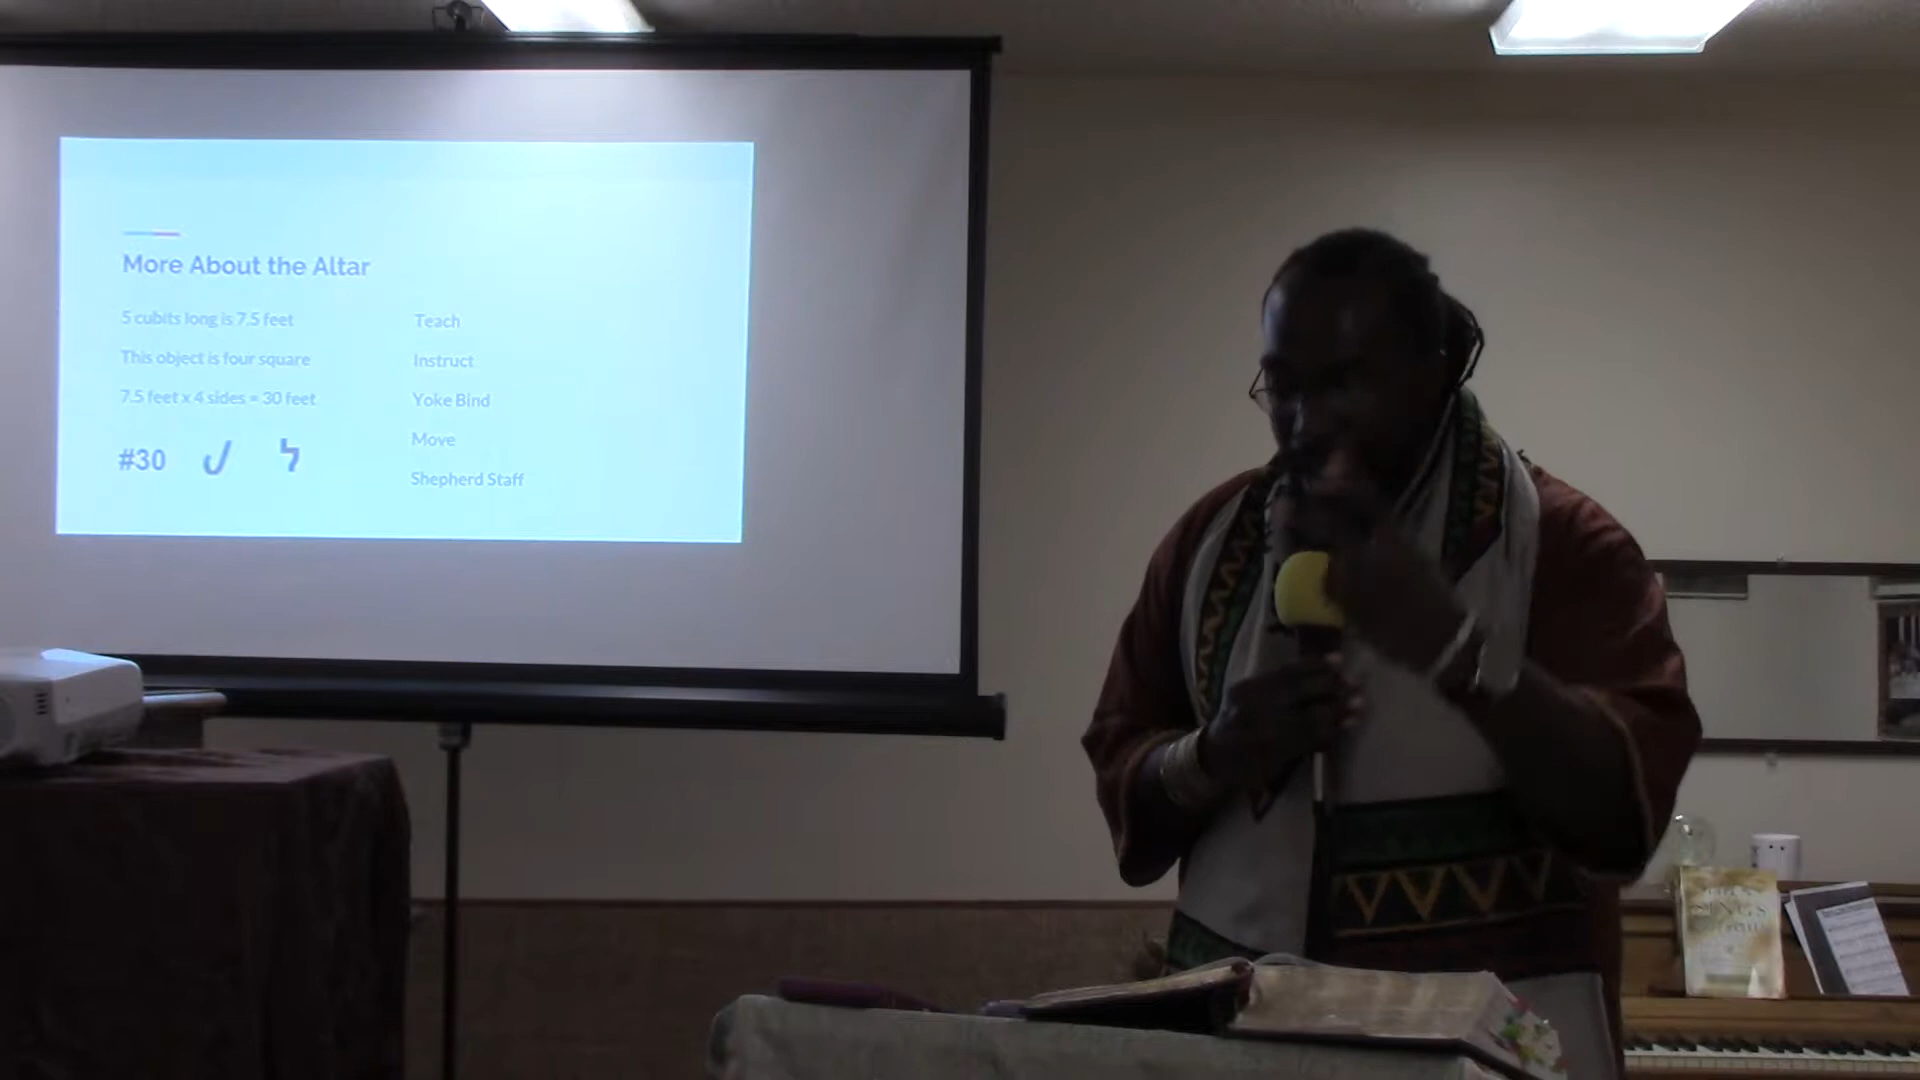 More About the Altar
5 cubits long is 7.5 feet
This object is four square
7.5 feet x 4 sides = 30 feet
#30 ל
Teach
Instruct
Yoke Bind
Move
Shepherd Staff
SINGS